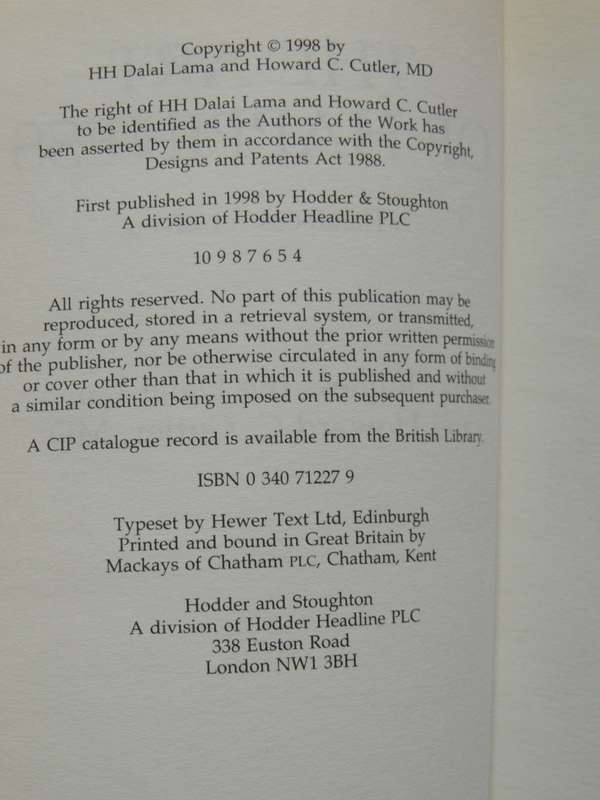 Copyright © 1998 by
HH Dalai Lama and Howard C. Cutler, MD
The right of HH Dalai Lama and Howard C. Cutler
to be identified as the Authors of the Work has
been asserted by them in accordance with the Copyright,
Designs and Patents Act 1988.
First published in 1998 by Hodder & Stoughton
A division of Hodder Headline PLC
10 9 8 7 6 5 4
All rights reserved. No part of this publication may be
reproduced, stored in a retrieval system, or transmitted,
in any form or by any means without the prior written permission
of the publisher, nor be otherwise circulated in any form of binding
or cover other than that in which it is published and without
a similar condition being imposed on the subsequent purchaser.
A CIP catalogue record is available from the British Library.
ISBN 0 340 71227 9
Typeset by Hewer Text Ltd, Edinburgh
Printed and bound in Great Britain by
Mackays of Chatham PLC, Chatham, Kent
Hodder and Stoughton
A division of Hodder Headline PLC
338 Euston Road
London NW1 3BH